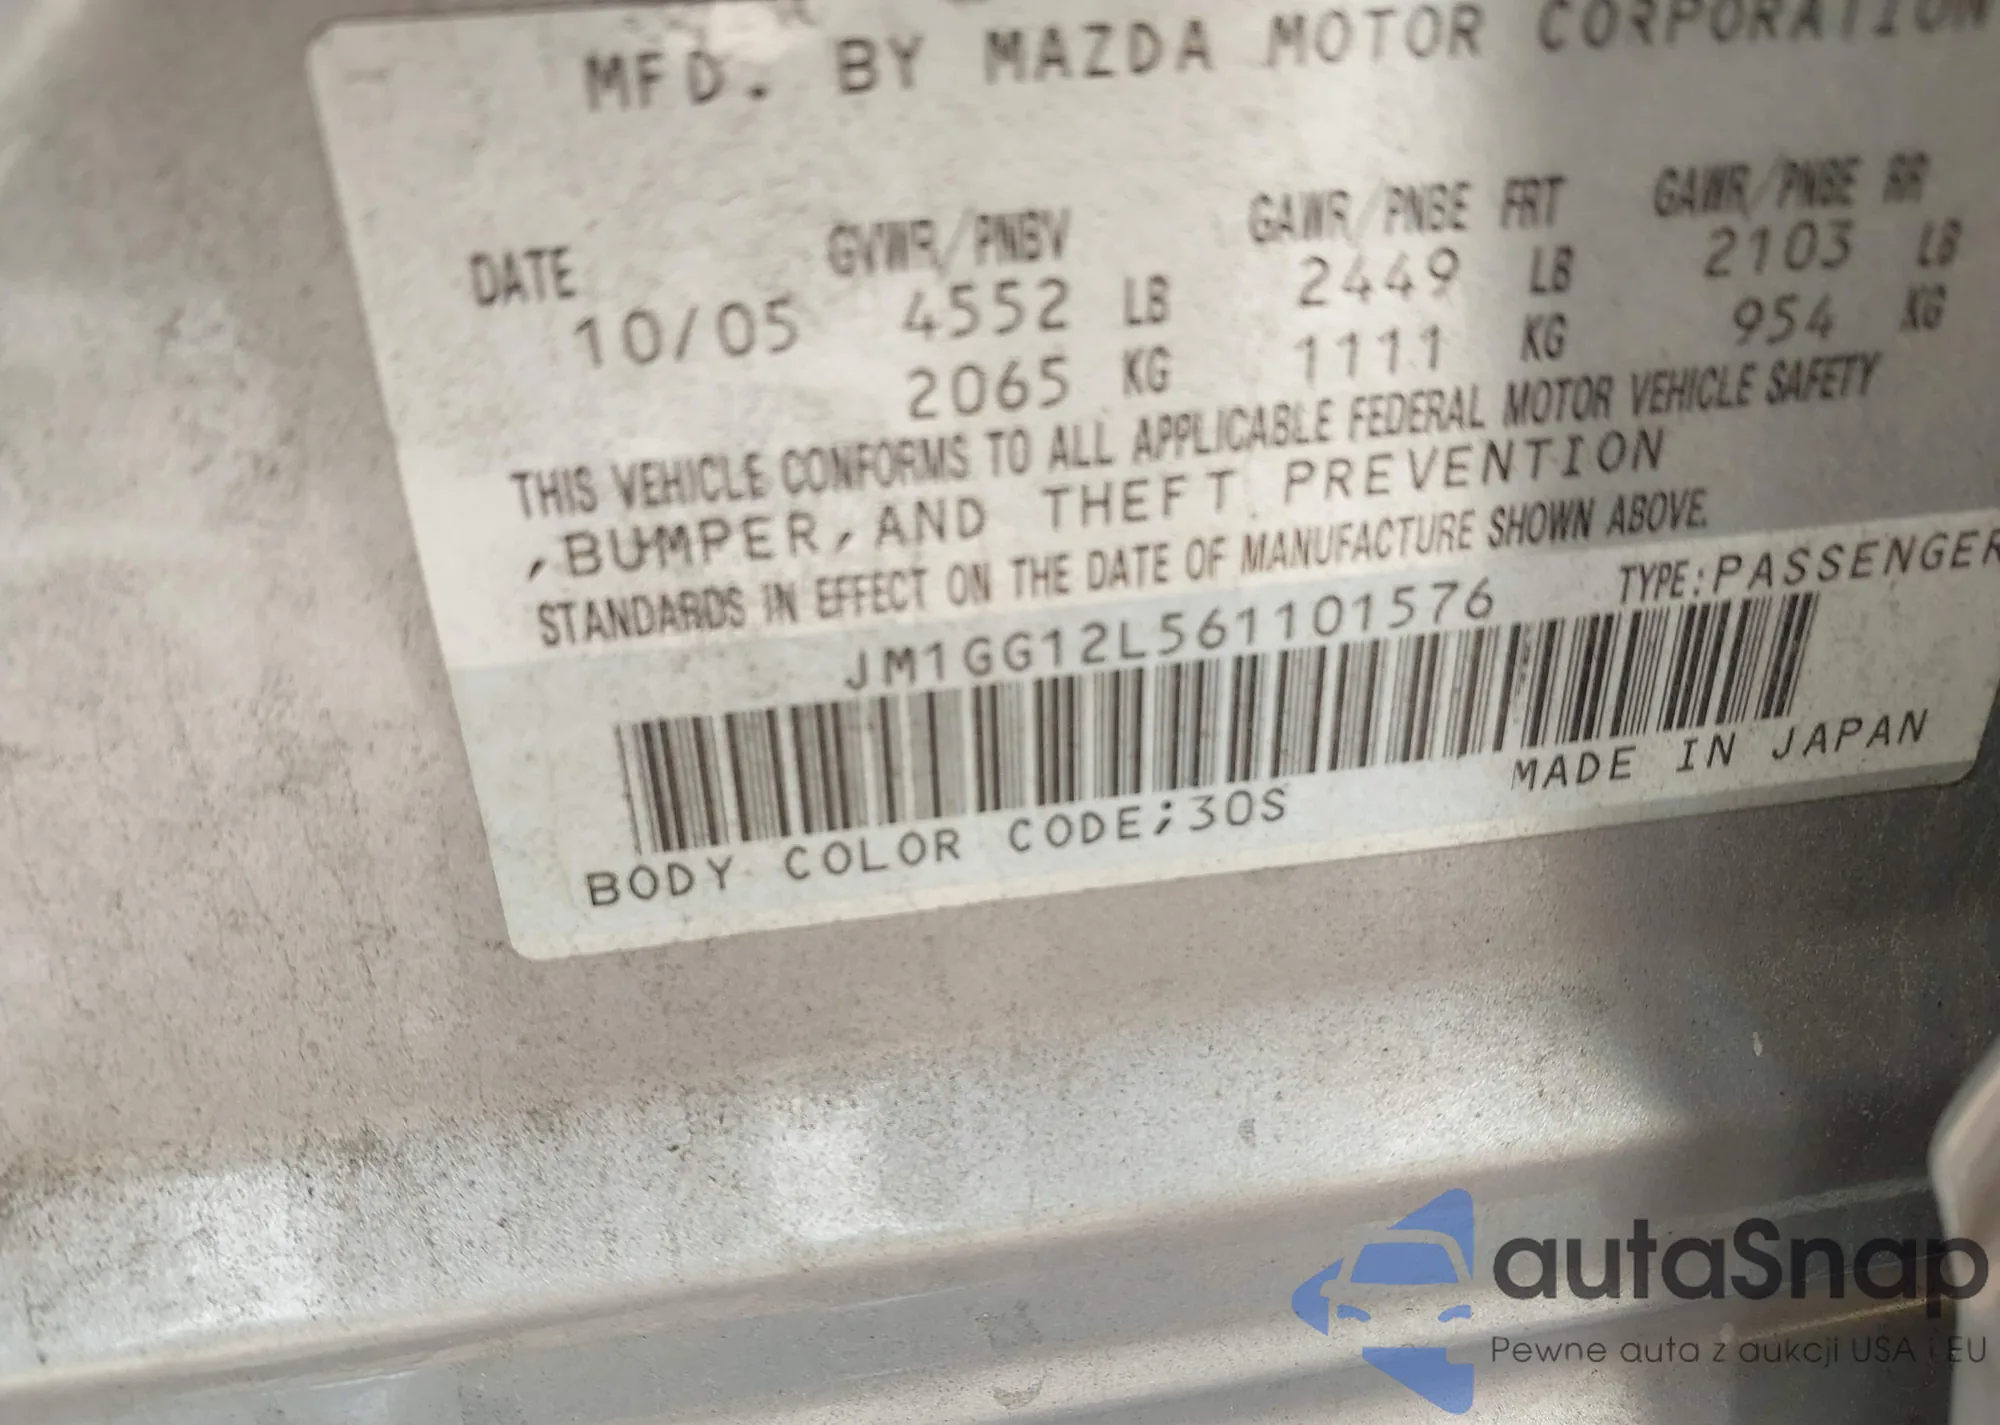 MFD. BY MAZDA MOTOR CORPORATION
DATE GVWR/PNBV GAWR/PNBE FRT GAWR/PNBE RR
10/05 4552 LB 2449 LB 2103 LB
2065 KG 1111 KG 954 KG
THIS VEHICLE CONFORMS TO ALL APPLICABLE FEDERAL MOTOR VEHICLE SAFETY
,BUMPER,AND THEFT PREVENTION
STANDARDS IN EFFECT ON THE DATE OF MANUFACTURE SHOWN ABOVE.
JM1GG12L561101576 TYPE:PASSENGER
MADE IN JAPAN
BODY COLOR CODE;30S
autaSnap
Pewne auta z aukcji USA i EU